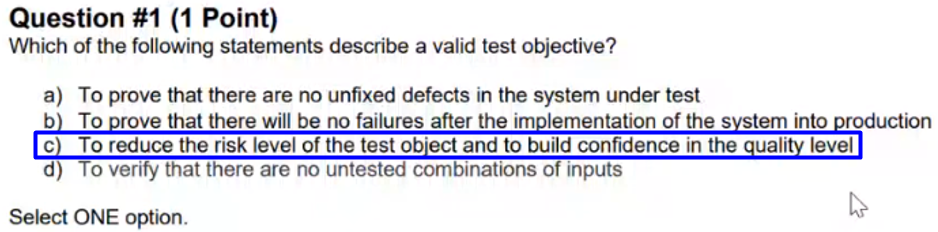 Question #1 (1 Point)
Which of the following statements describe a valid test objective?
a) To prove that there are no unfixed defects in the system under test
b) To prove that there will be no failures after the implementation of the system into production
c) To reduce the risk level of the test object and to build confidence in the quality level
d) To verify that there are no untested combinations of inputs
Select ONE option.